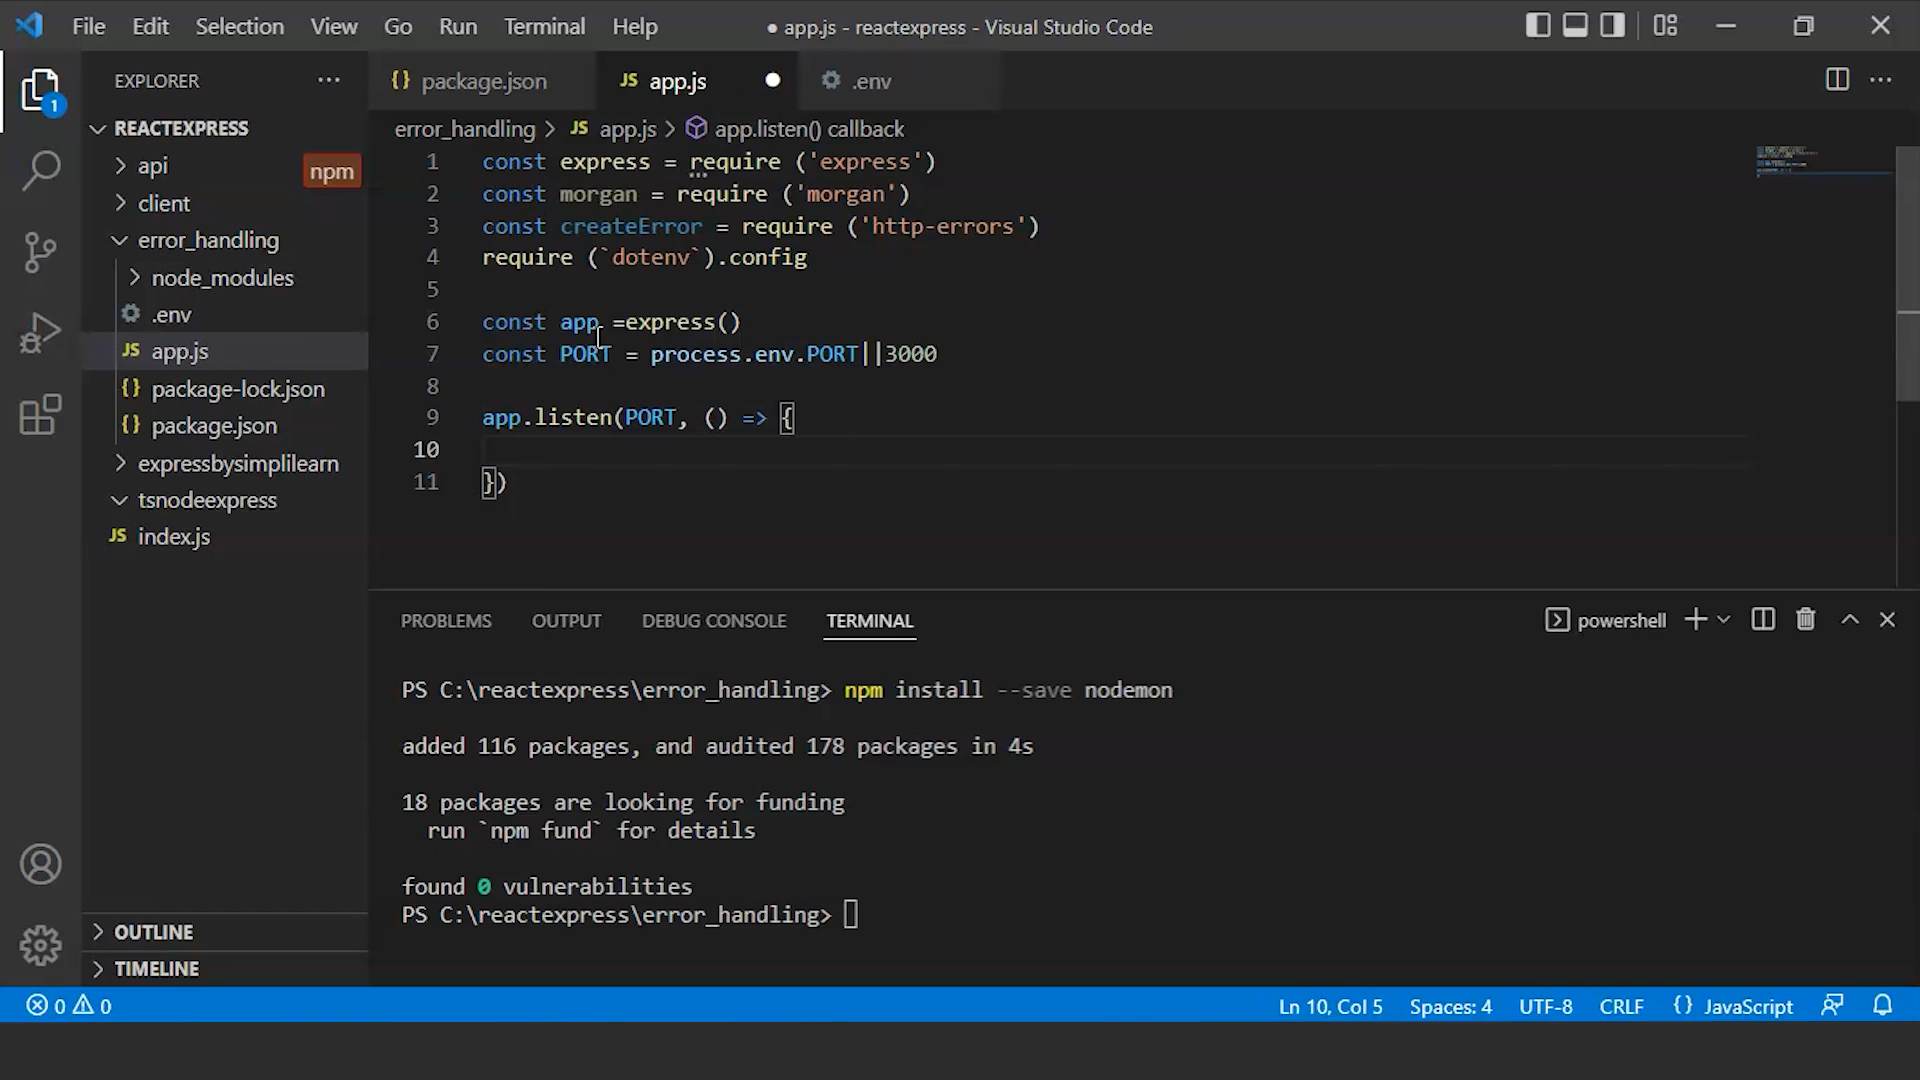 File Edit Selection View Go Run Terminal Help ● app.js - reactexpress - Visual Studio Code
EXPLORER ···
{} package.json JS app.js ● .env
error_handling > JS app.js > app.listen() callback
REACTEXPRESS
api
npm
client
error_handling
node_modules
.env
JS app.js
{} package-lock.json
{} package.json
expressbysimplilearn
tsnodeexpress
JS index.js
OUTLINE
TIMELINE
1
1 const express = require ('express')
2 const morgan = require ('morgan')
3 const createError = require ('http-errors')
4 require (`dotenv`).config
5
6 const app =express()
7 const PORT = process.env.PORT||3000
8
9 app.listen(PORT, () => {
10
11 })
PROBLEMS OUTPUT DEBUG CONSOLE TERMINAL powershell
PS C:\reactexpress\error_handling> npm install --save nodemon
added 116 packages, and audited 178 packages in 4s
18 packages are looking for funding
run `npm fund` for details
found 0 vulnerabilities
PS C:\reactexpress\error_handling>
0 0 Ln 10, Col 5 Spaces: 4 UTF-8 CRLF {} JavaScript